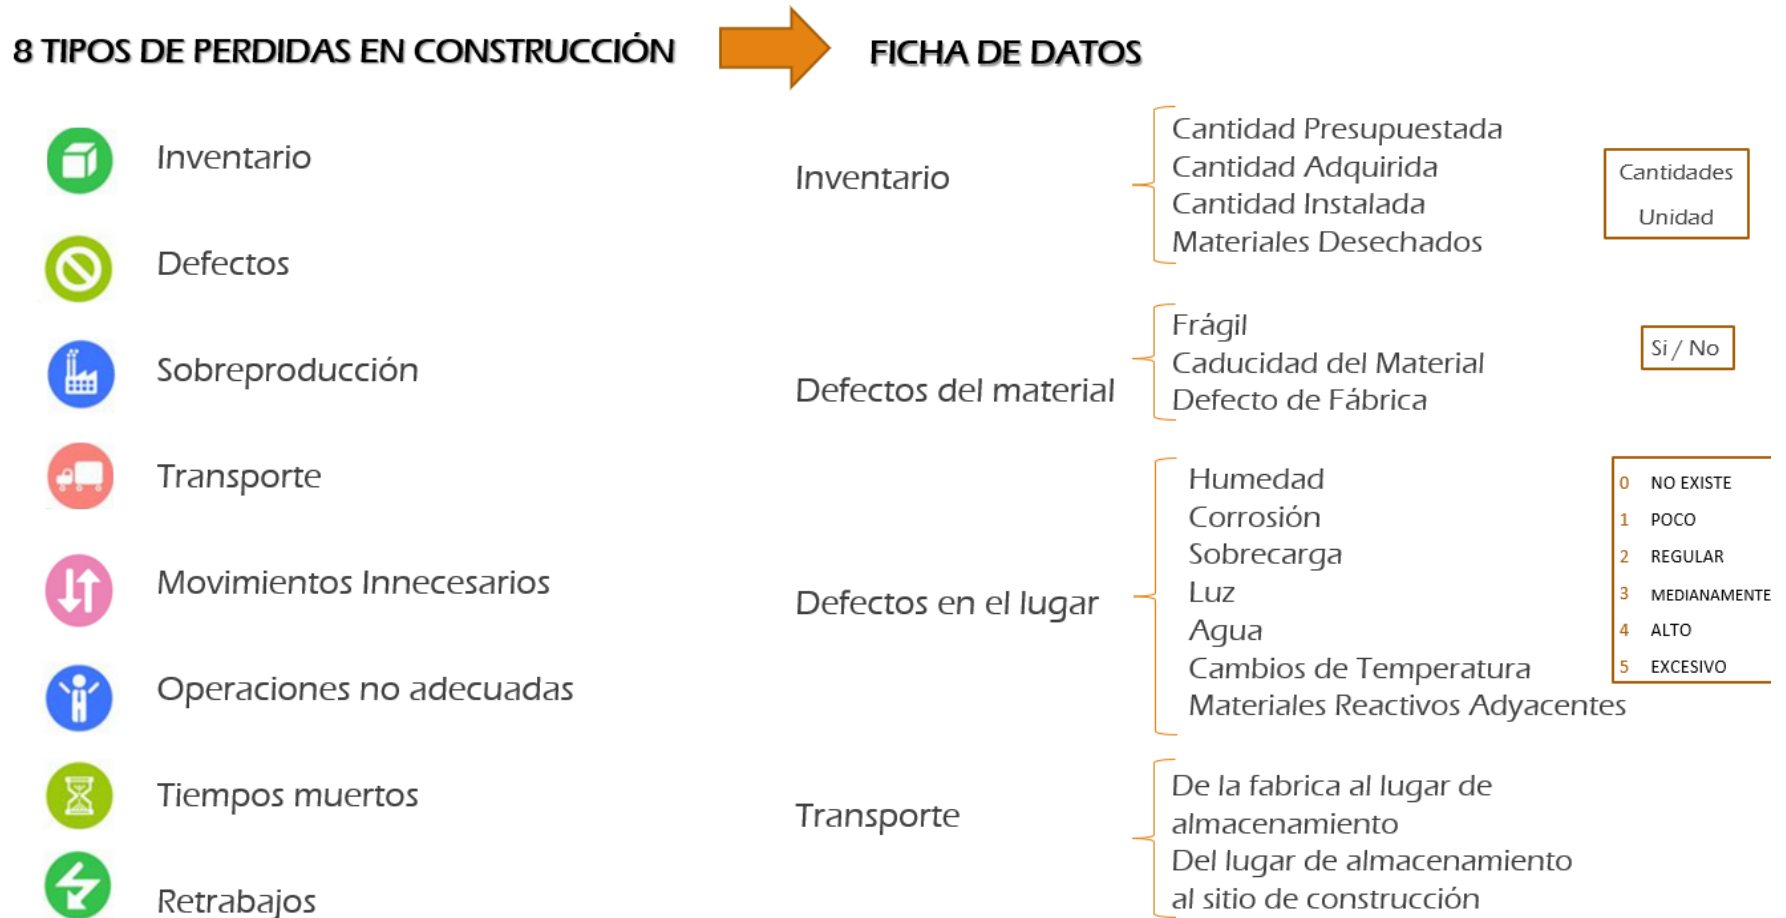 8 TIPOS DE PERDIDAS EN CONSTRUCCIÓN
Inventario
Defectos
Sobreproducción
Transporte
Movimientos Innecesarios
Operaciones no adecuadas
Tiempos muertos
Retrabajos
FICHA DE DATOS
Inventario
Cantidad Presupuestada
Cantidad Adquirida
Cantidad Instalada
Materiales Desechados
Cantidades
Unidad
Defectos del material
Frágil
Caducidad del Material
Defecto de Fábrica
Si / No
Defectos en el lugar
Humedad
Corrosión
Sobrecarga
Luz
Agua
Cambios de Temperatura
Materiales Reactivos Adyacentes
0 NO EXISTE
1 POCO
2 REGULAR
3 MEDIANAMENTE
4 ALTO
5 EXCESIVO
Transporte
De la fabrica al lugar de
almacenamiento
Del lugar de almacenamiento
al sitio de construcción